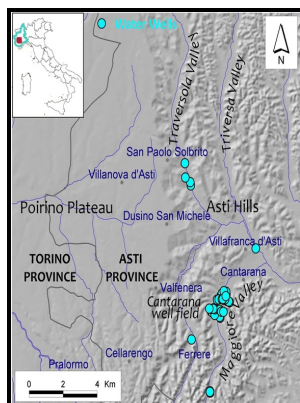 Water Wells
N
Traversola Valley
Triversa Valley
San Paolo Solbrito
Villanova d'Asti
Poirino Plateau
Asti Hills
Dusino San Michele
Villafranca d'Asti
TORINO
PROVINCE
ASTI
PROVINCE
Cantarana
Valfenera
Cantarana
well field
Maggiore Valley
Cellarengo
Ferrere
Pralormo
0 2 4 Km